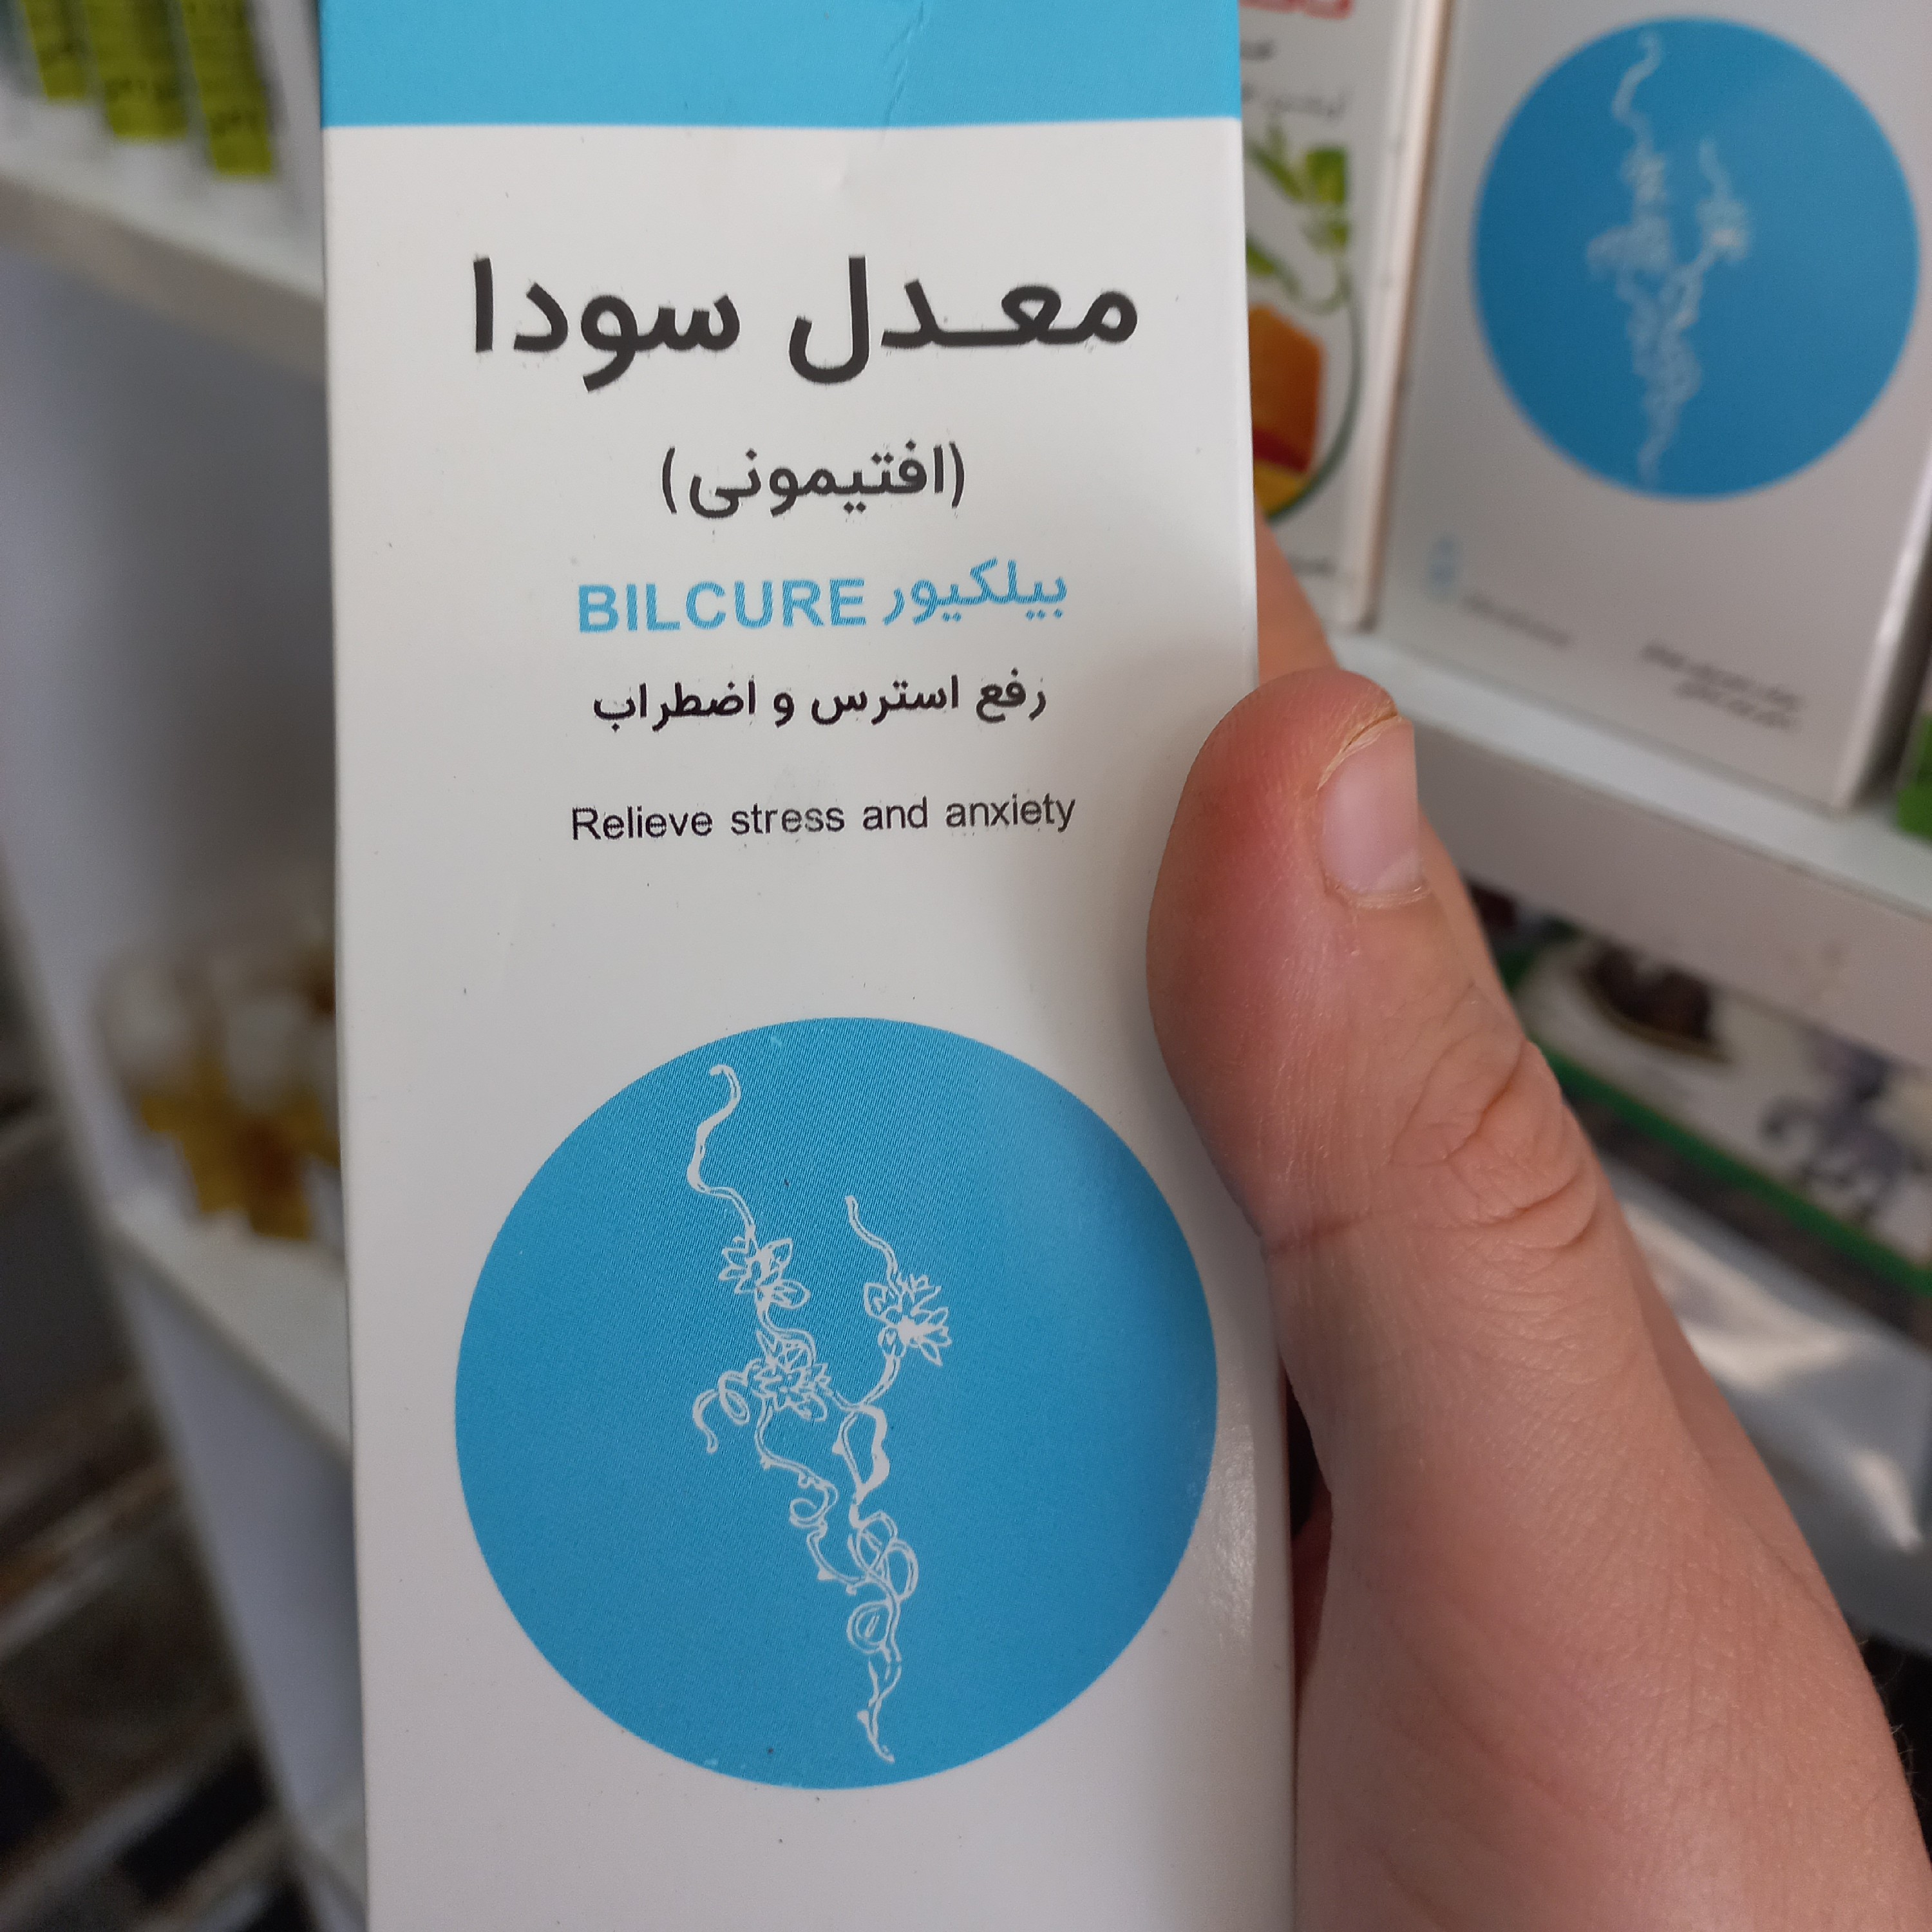 معدل سودا
(افتیمونی)
بیلکیور BILCURE
رفع استرس و اضطراب
Relieve stress and anxiety